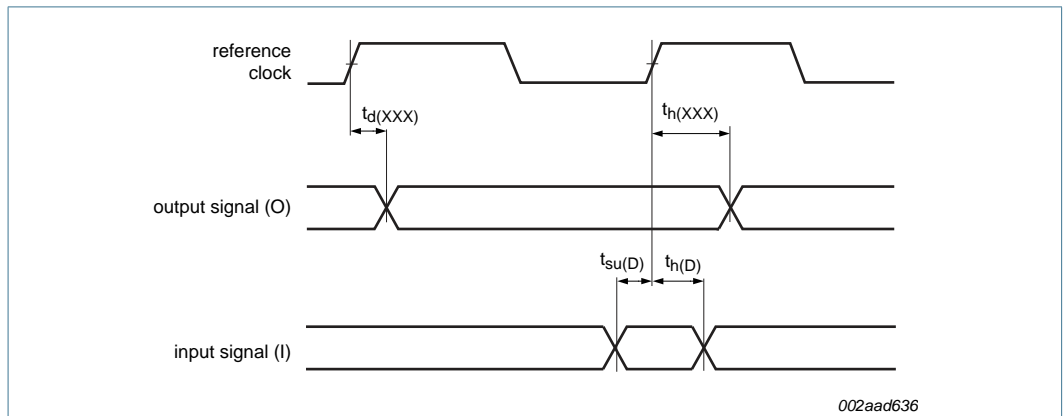 reference
clock
td(XXX)
th(XXX)
output signal (O)
tsu(D)
th(D)
input signal (I)
002aad636